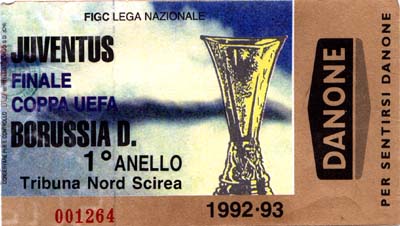 FIGC LEGA NAZIONALE
JUVENTUS
FINALE
COPPA UEFA
BORUSSIA D.
1° ANELLO
Tribuna Nord Scirea
001264
1992·93
DANONE
PER SENTIRSI DANONE